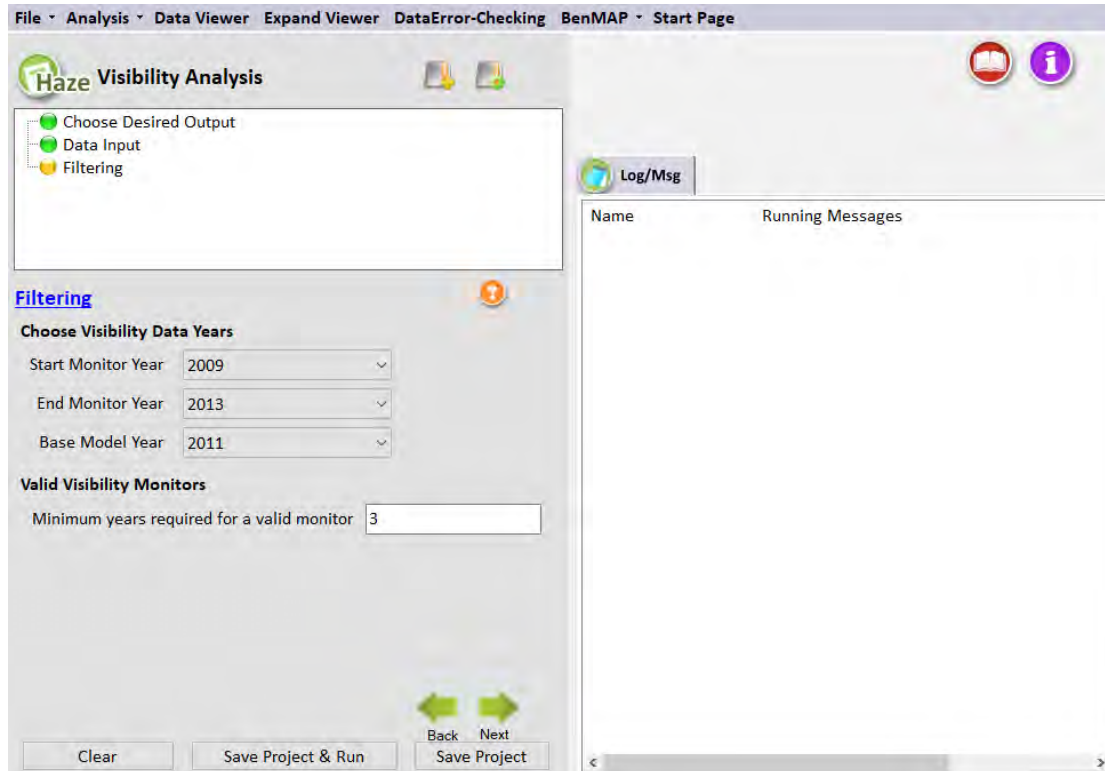 File Analysis Data Viewer Expand Viewer DataError-Checking BenMAP Start Page
Haze Visibility Analysis
Choose Desired Output
Data Input
Filtering
Log/Msg
Name Running Messages
Filtering
Choose Visibility Data Years
Start Monitor Year 2009
End Monitor Year 2013
Base Model Year 2011
Valid Visibility Monitors
Minimum years required for a valid monitor 3
Back Next
Clear Save Project & Run Save Project